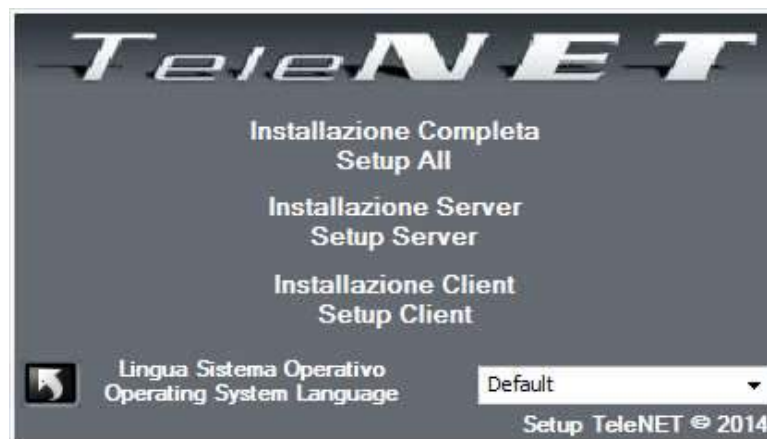 TeleNET
Installazione Completa
Setup All
Installazione Server
Setup Server
Installazione Client
Setup Client
Lingua Sistema Operativo
Operating System Language
Default
Setup TeleNET © 2014